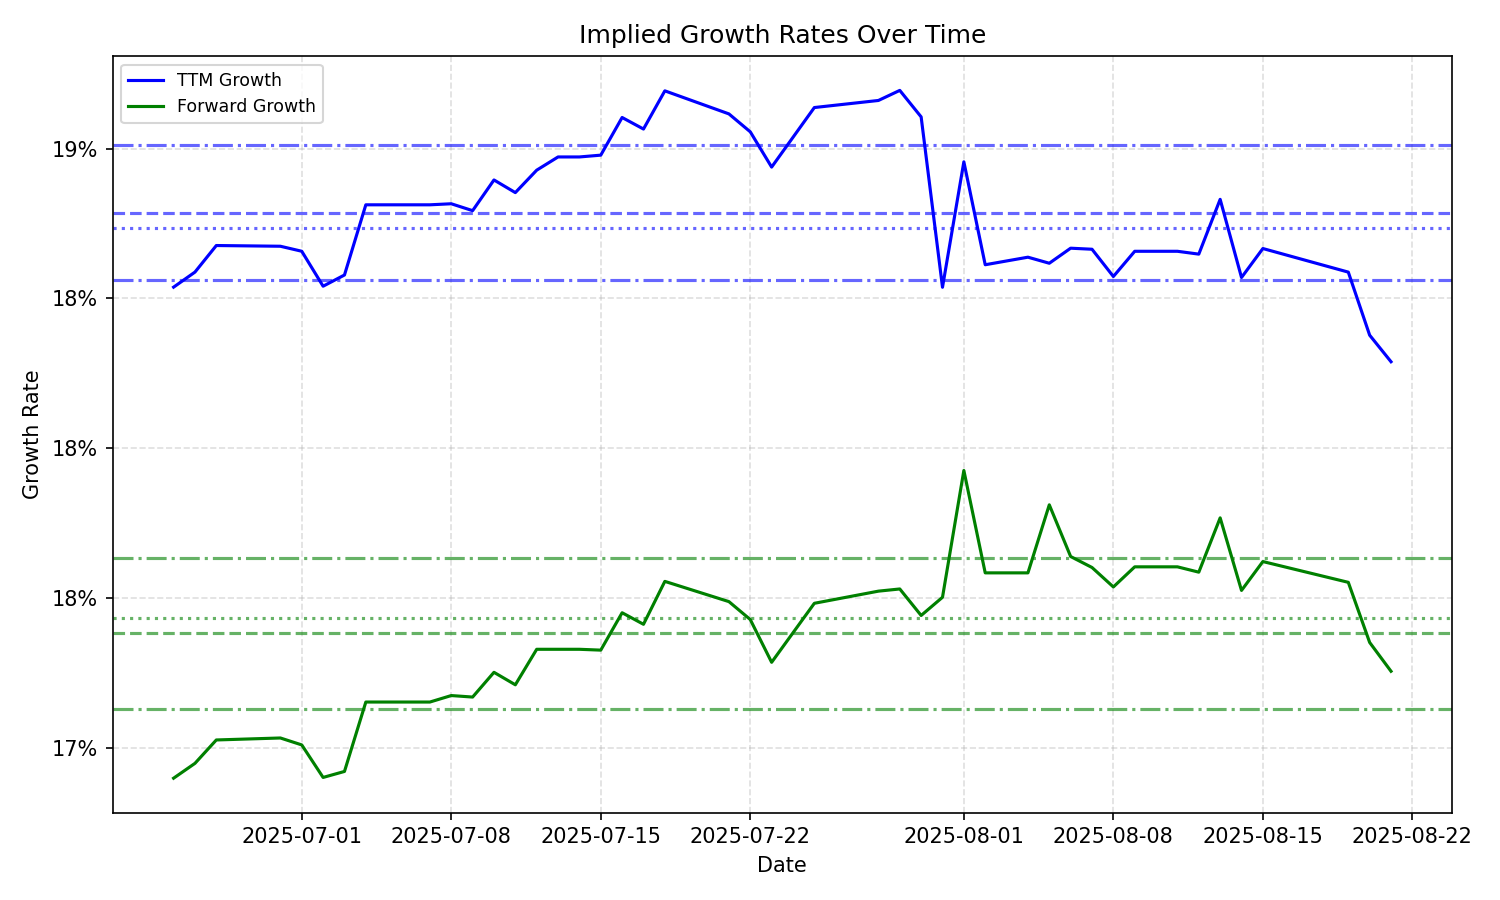 Implied Growth Rates Over Time
TTM Growth
Forward Growth
19%
18%
18%
18%
17%
Growth Rate
2025-07-01
2025-07-08
2025-07-15
2025-07-22
2025-08-01
2025-08-08
2025-08-15
2025-08-22
Date